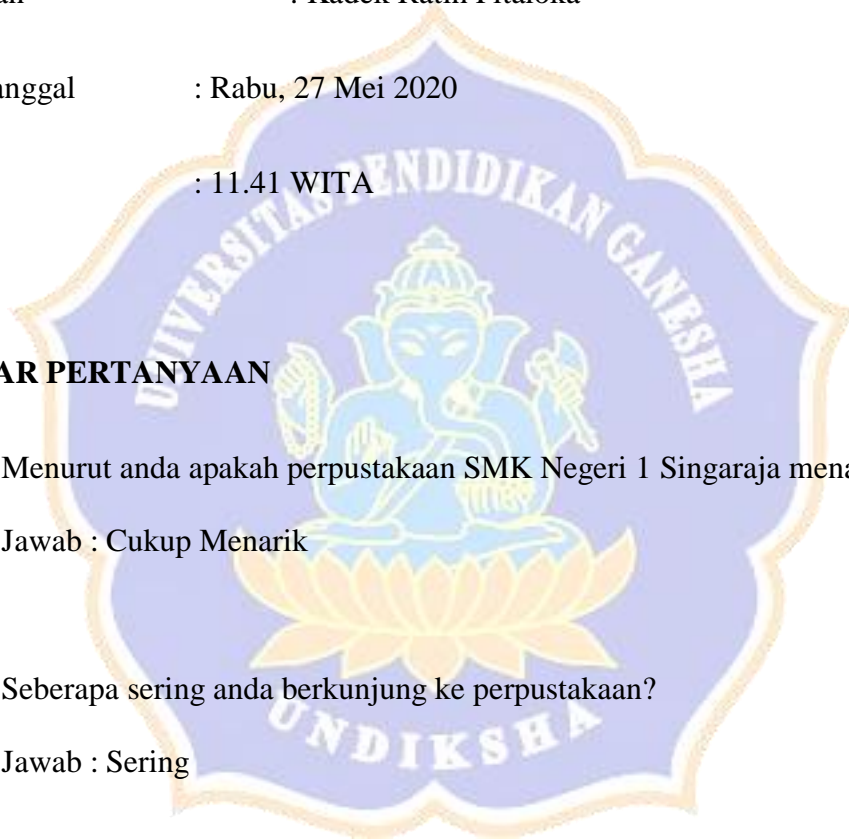 : Kadek Ratih Pitaloka
anggal : Rabu, 27 Mei 2020
: 11.41 WITA
UNIVERSITAS PENDIDIKAN GANESHA
AR PERTANYAAN
Menurut anda apakah perpustakaan SMK Negeri 1 Singaraja mena
Jawab : Cukup Menarik
Seberapa sering anda berkunjung ke perpustakaan?
Jawab : Sering
UNDIKSHA